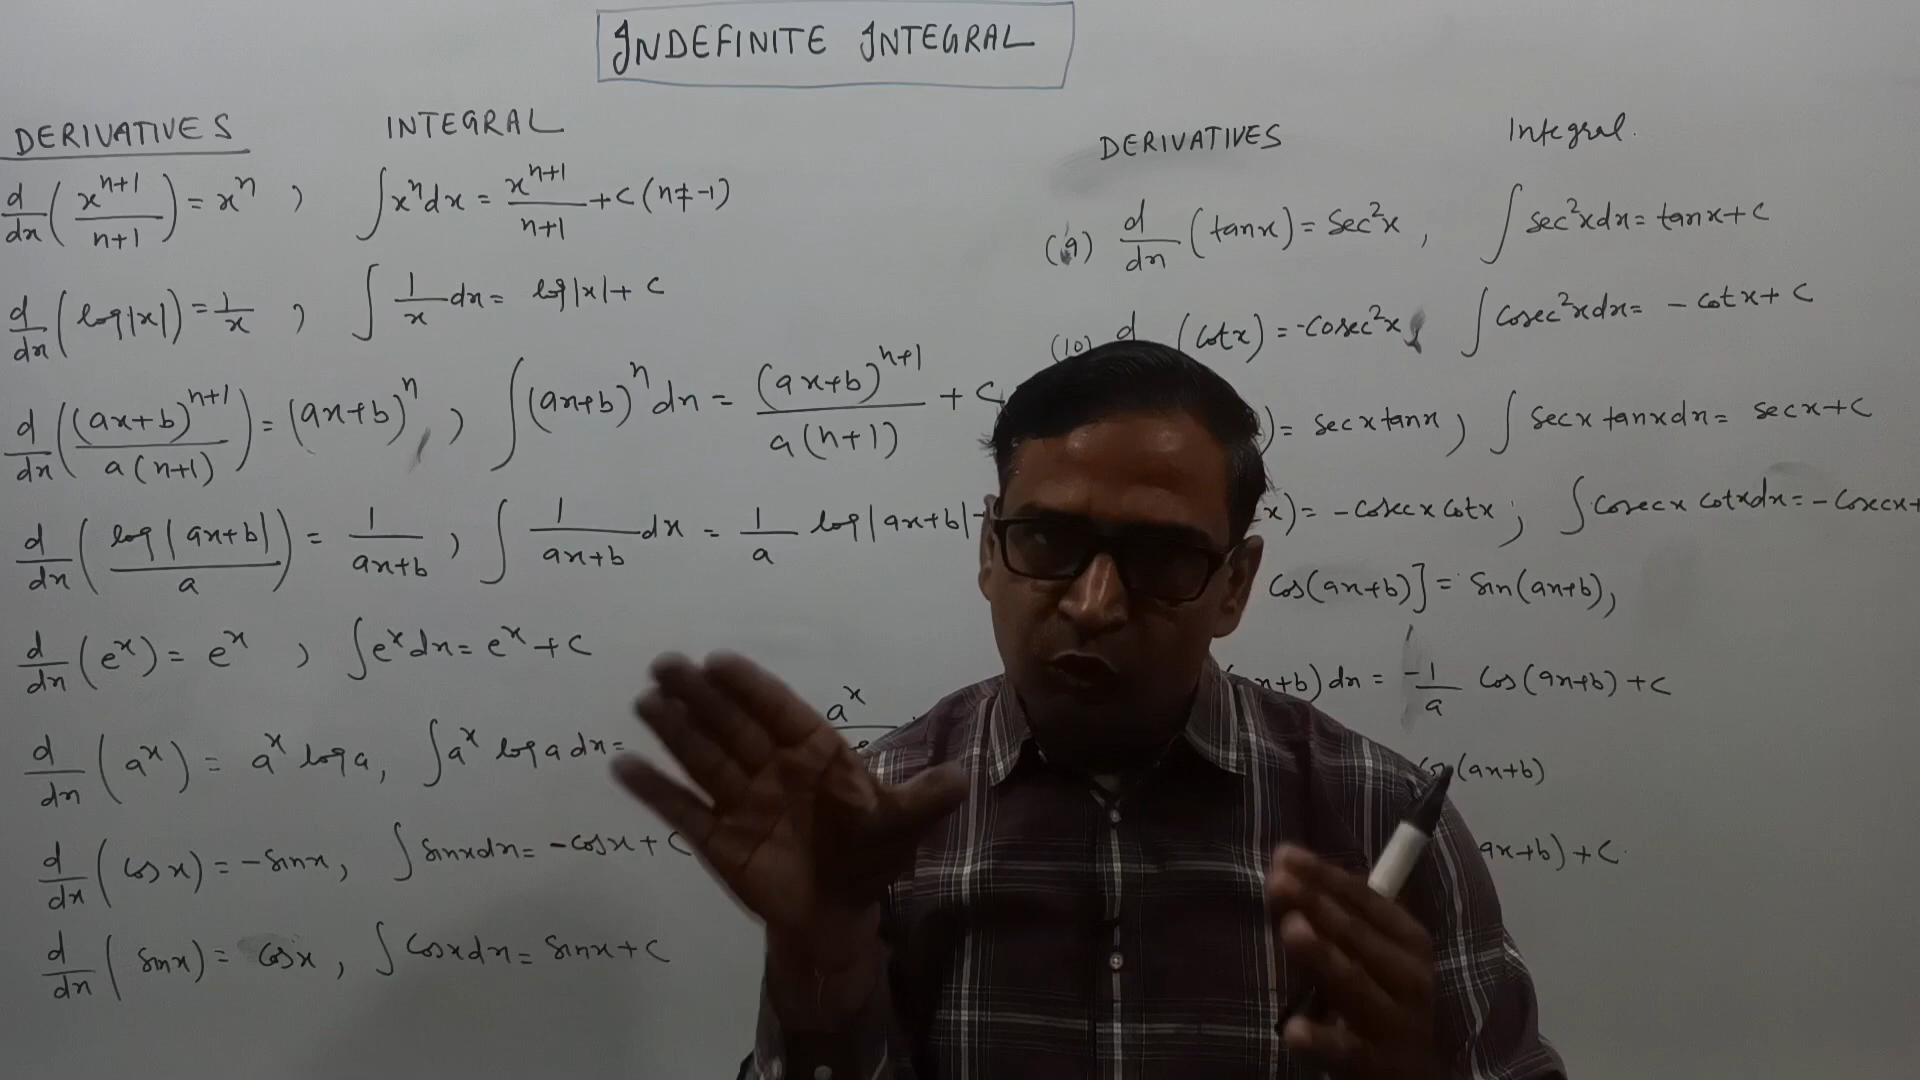 INDEFINITE INTEGRAL
DERIVATIVES INTEGRAL
d/dx (x^(n+1)/(n+1)) = x^n , ∫x^n dx = x^(n+1)/(n+1) + C (n≠-1)
d/dx (log|x|) = 1/x , ∫ 1/x dx = log|x| + C
d/dx ((ax+b)^(n+1)/(a(n+1))) = (ax+b)^n , ∫(ax+b)^n dx = (ax+b)^(n+1)/(a(n+1)) + C
d/dx (log|ax+b|/a) = 1/(ax+b) , ∫ 1/(ax+b) dx = 1/a log|ax+b|
d/dx (e^x) = e^x , ∫e^x dx = e^x + C
d/dx (a^x) = a^x log a, ∫a^x log a dx = a^x
d/dx (cos x) = -sinx, ∫ sinx dx = -cosx + C
d/dx (sinx) = cosx , ∫ cosx dx = sinx + C
DERIVATIVES Integral.
(9) d/dx (tanx) = Sec²x , ∫ sec²x dx = tanx + C
(10) d (cotx) = -cosec²x, ∫ cosec²x dx = - cotx + C
) = secx tanx , ∫ secx tanx dx = secx + C
x) = -cosecx cotx ; ∫ cosecx cotx dx = - cosecx +
cos(ax+b)] = sin(ax+b),
x+b) dx = -1/a cos(ax+b) + C
cos(ax+b)
ax+b) + C.